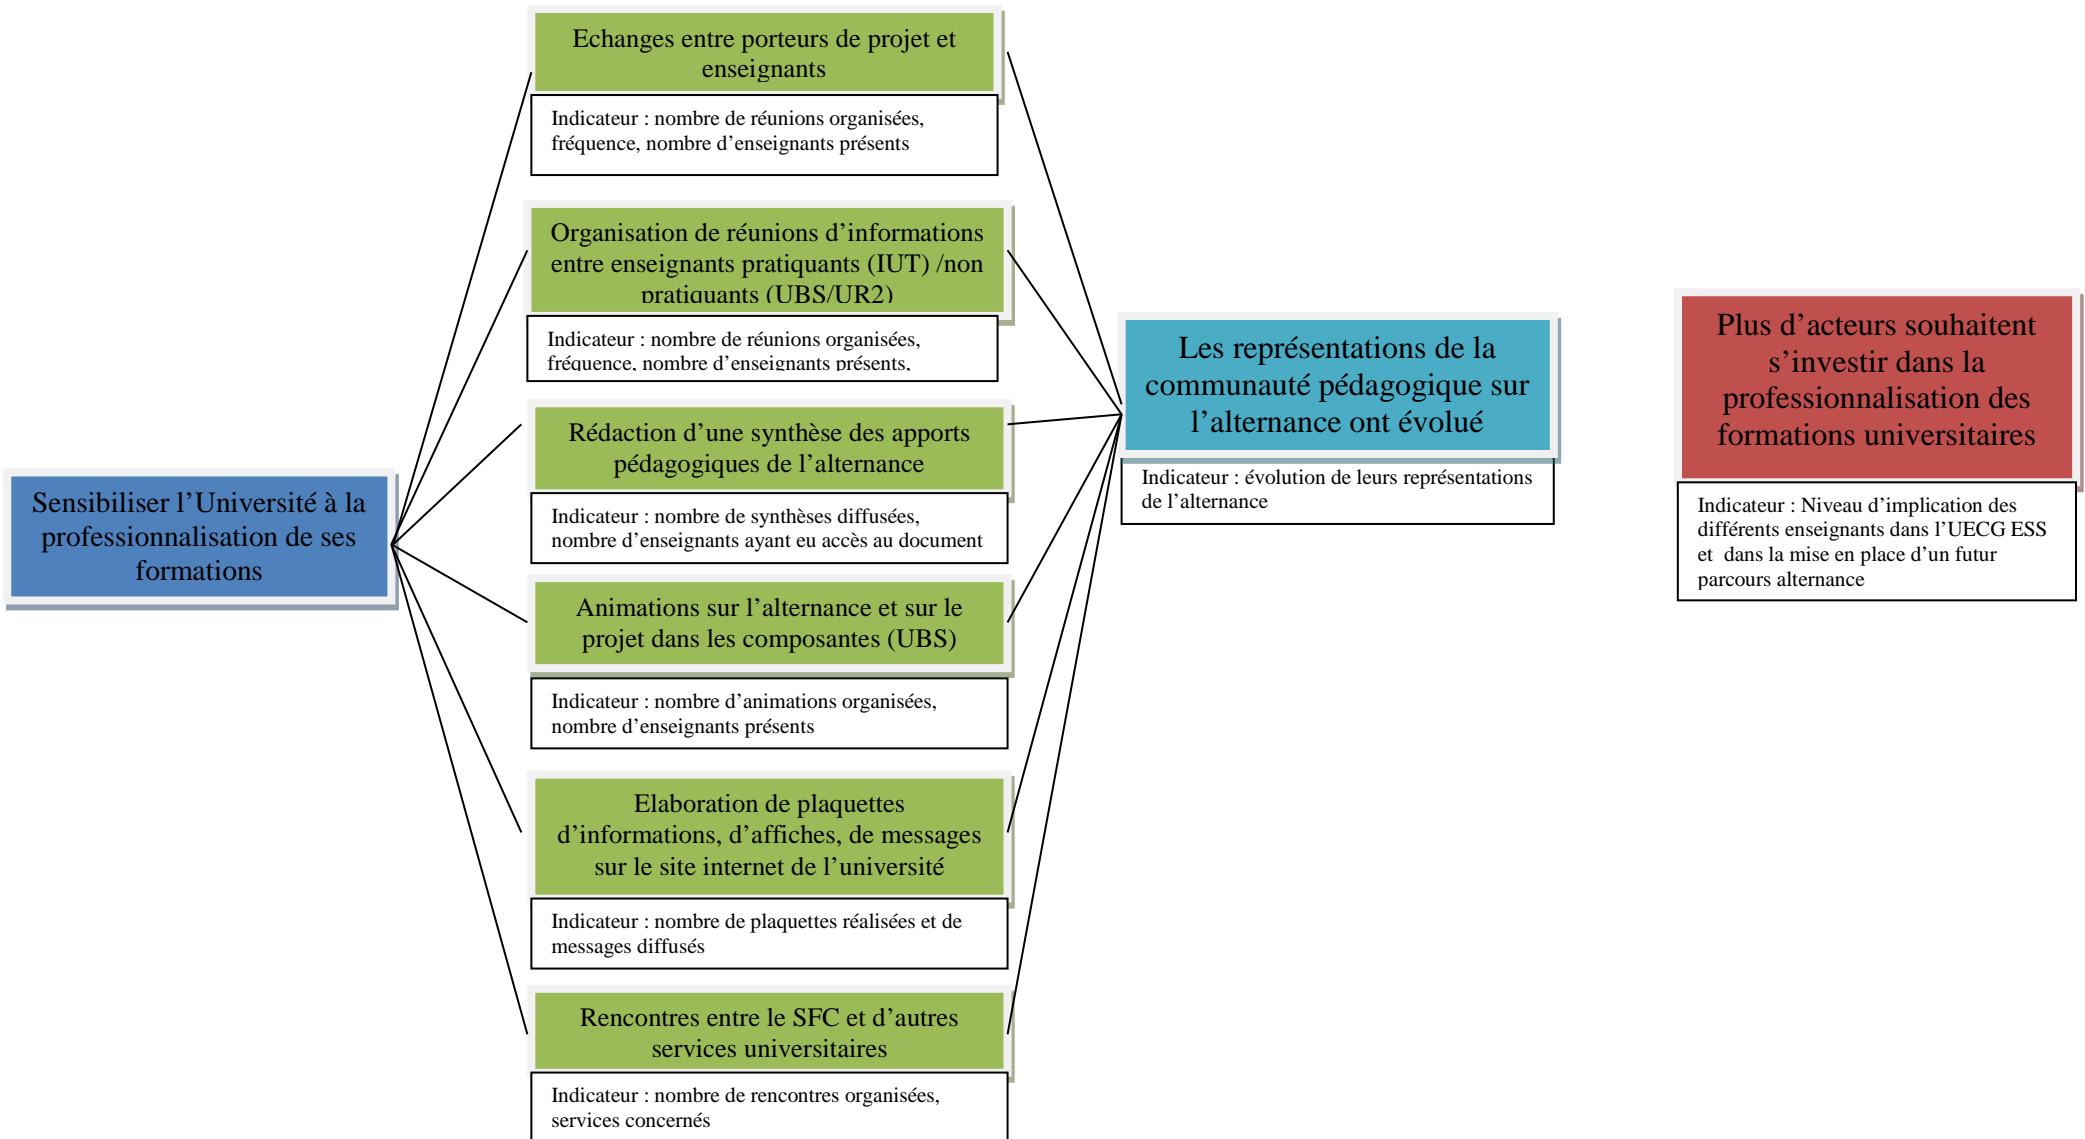 Sensibiliser l’Université à la
professionnalisation de ses
formations
Echanges entre porteurs de projet et
enseignants
Indicateur : nombre de réunions organisées,
fréquence, nombre d’enseignants présents
Organisation de réunions d’informations
entre enseignants pratiquants (IUT) /non
pratiquants (UBS/UR2)
Indicateur : nombre de réunions organisées,
fréquence, nombre d’enseignants présents,
Rédaction d’une synthèse des apports
pédagogiques de l’alternance
Indicateur : nombre de synthèses diffusées,
nombre d’enseignants ayant eu accès au document
Animations sur l’alternance et sur le
projet dans les composantes (UBS)
Indicateur : nombre d’animations organisées,
nombre d’enseignants présents
Elaboration de plaquettes
d’informations, d’affiches, de messages
sur le site internet de l’université
Indicateur : nombre de plaquettes réalisées et de
messages diffusés
Rencontres entre le SFC et d’autres
services universitaires
Indicateur : nombre de rencontres organisées,
services concernés
Les représentations de la
communauté pédagogique sur
l’alternance ont évolué
Indicateur : évolution de leurs représentations
de l’alternance
Plus d’acteurs souhaitent
s’investir dans la
professionnalisation des
formations universitaires
Indicateur : Niveau d’implication des
différents enseignants dans l’UECG ESS
et dans la mise en place d’un futur
parcours alternance